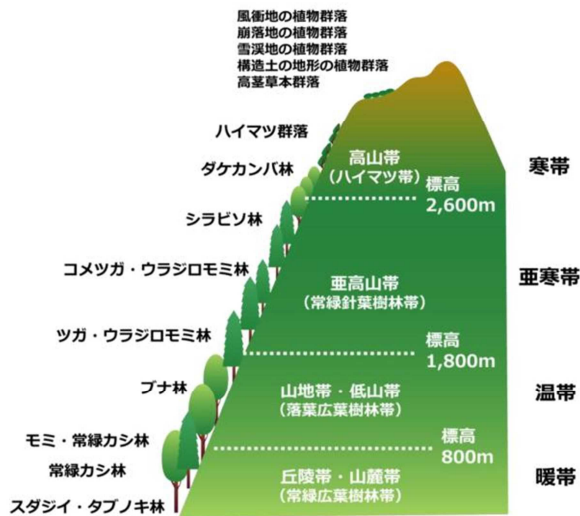 風衝地の植物群落
崩落地の植物群落
雪渓地の植物群落
構造土の地形の植物群落
高茎草本群落
ハイマツ群落
ダケカンバ林
シラビソ林
コメツガ・ウラジロモミ林
ツガ・ウラジロモミ林
ブナ林
モミ・常緑カシ林
常緑カシ林
スダジイ・タブノキ林
高山帯
(ハイマツ帯)
標高
2,600m
亜高山帯
(常緑針葉樹林帯)
標高
1,800m
山地帯・低山帯
(落葉広葉樹林帯)
標高
800m
丘陵帯・山麓帯
(常緑広葉樹林帯)
寒帯
亜寒帯
温帯
暖帯